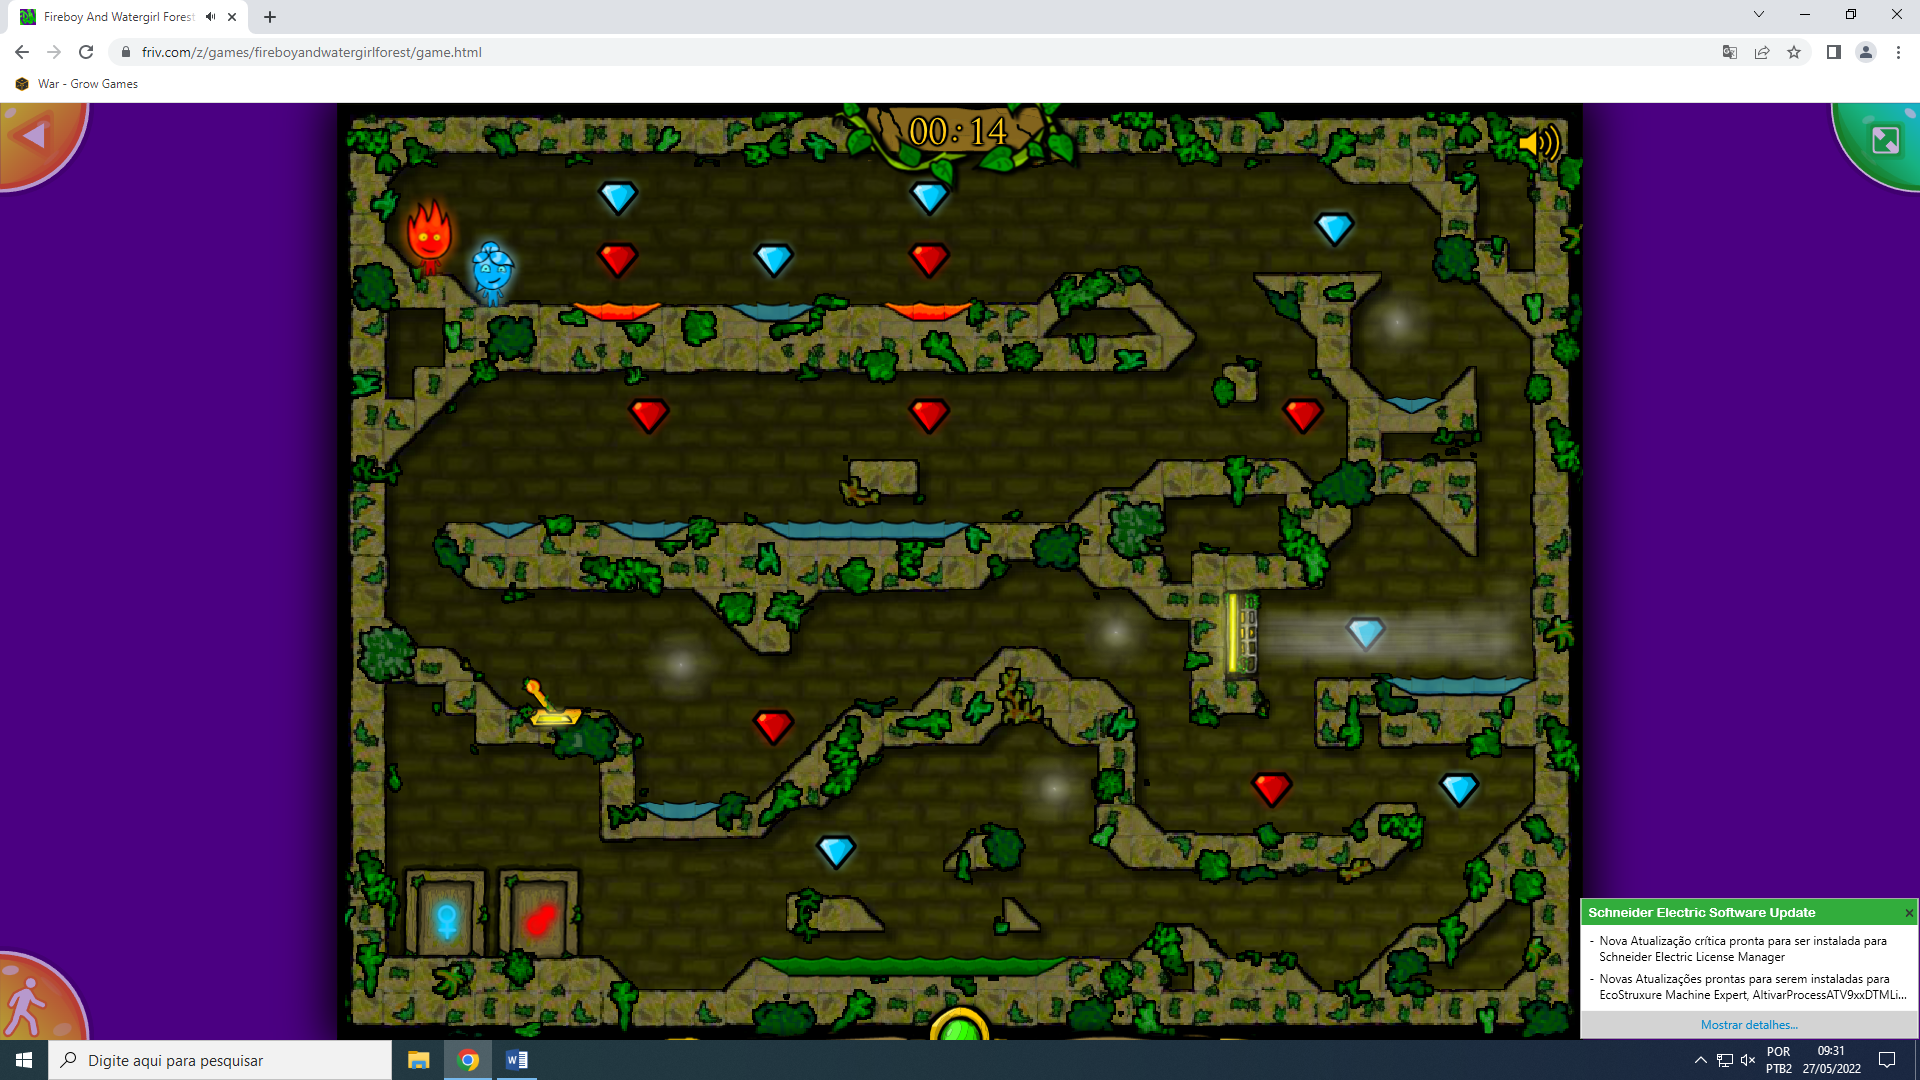 Fireboy And Watergirl Forest
friv.com/z/games/fireboyandwatergirlforest/game.html
War - Grow Games
00:14
Schneider Electric Software Update
- Nova Atualização crítica pronta para ser instalada para
Schneider Electric License Manager
- Novas Atualizações prontas para serem instaladas para
EcoStruxure Machine Expert, AltivarProcessATV9xxDTMLi...
Mostrar detalhes...
Digite aqui para pesquisar
POR
PTB2
09:31
27/05/2022